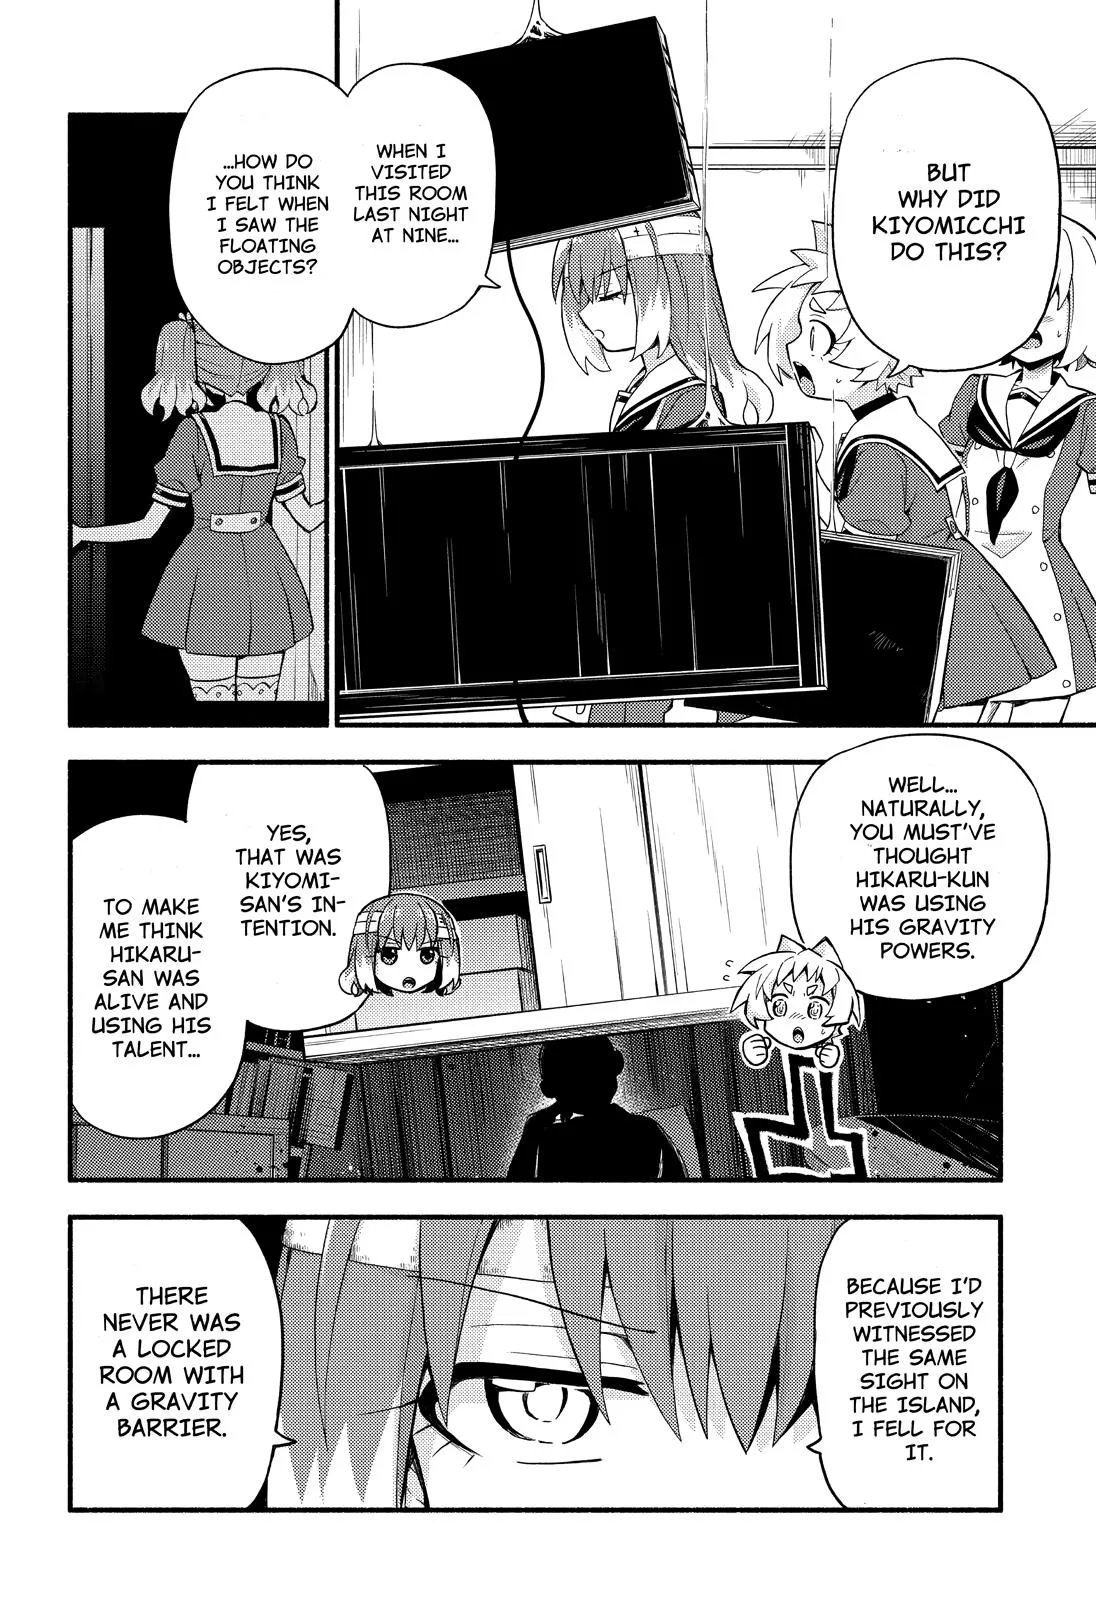 BUT
WHY DID
KIYOMICCHI
DO THIS?
WHEN I
VISITED
THIS ROOM
LAST NIGHT
AT NINE...
...HOW DO
YOU THINK
I FELT WHEN
I SAW THE
FLOATING
OBJECTS?
WELL...
NATURALLY,
YOU MUST'VE
THOUGHT
HIKARU-KUN
WAS USING
HIS GRAVITY
POWERS.
YES,
THAT WAS
KIYOMI-
SAN'S IN-
TENTION.
TO MAKE
ME THINK
HIKARU-
SAN WAS
ALIVE AND
USING HIS
TALENT...
BECAUSE I'D
PREVIOUSLY
WITNESSED
THE SAME
SIGHT ON
THE ISLAND,
I FELL FOR
IT.
THERE
NEVER WAS
A LOCKED
ROOM WITH
A GRAVITY
BARRIER.